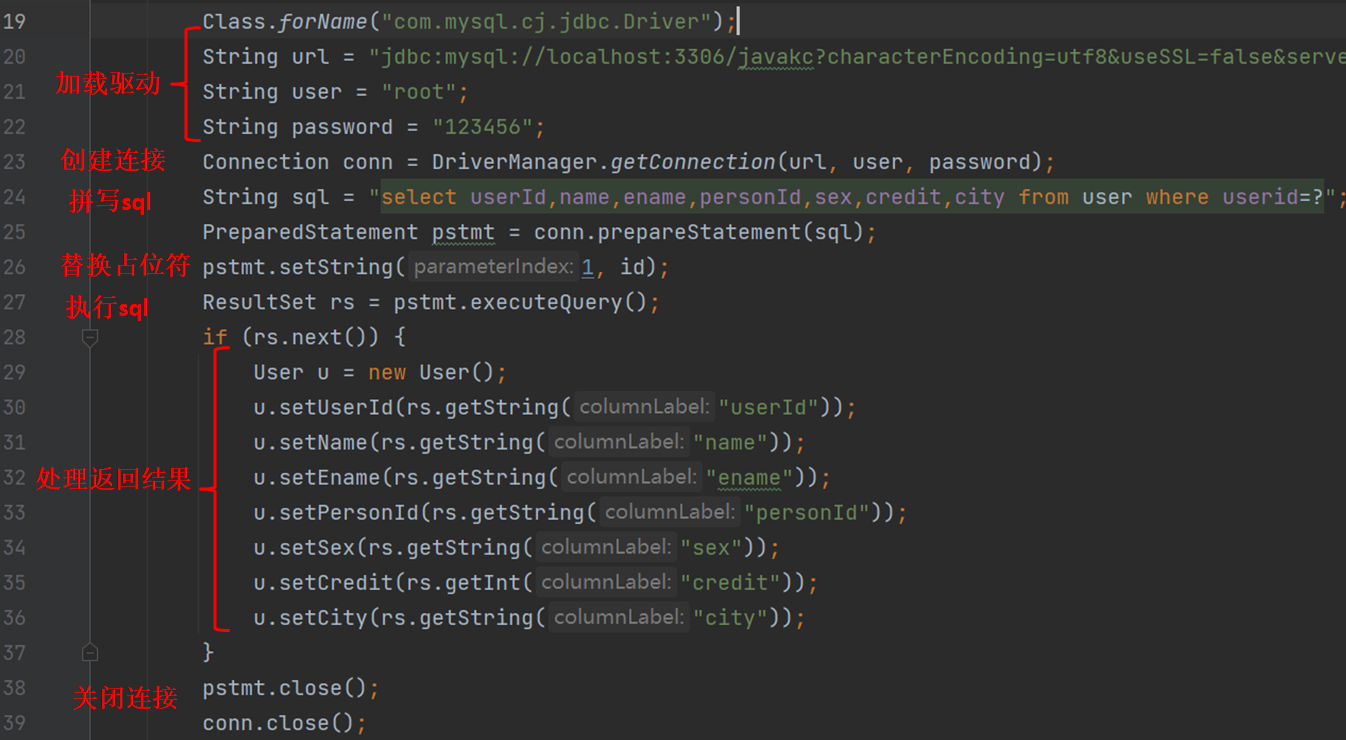 19 Class.forName("com.mysql.cj.jdbc.Driver");
20 String url = "jdbc:mysql://localhost:3306/javakc?characterEncoding=utf8&useSSL=false&serve
加载驱动
21 String user = "root";
22 String password = "123456";
创建连接
23 Connection conn = DriverManager.getConnection(url, user, password);
拼写sql
24 String sql = "select userId,name,ename,personId,sex,credit,city from user where userid=?";
25 PreparedStatement pstmt = conn.prepareStatement(sql);
替换占位符
26 pstmt.setString( parameterIndex: 1, id);
执行sql
27 ResultSet rs = pstmt.executeQuery();
28 if (rs.next()) {
29 User u = new User();
30 u.setUserId(rs.getString( columnLabel: "userId"));
31 u.setName(rs.getString( columnLabel: "name"));
处理返回结果
32 u.setEname(rs.getString( columnLabel: "ename"));
33 u.setPersonId(rs.getString( columnLabel: "personId"));
34 u.setSex(rs.getString( columnLabel: "sex"));
35 u.setCredit(rs.getInt( columnLabel: "credit"));
36 u.setCity(rs.getString( columnLabel: "city"));
37 }
关闭连接
38 pstmt.close();
39 conn.close();